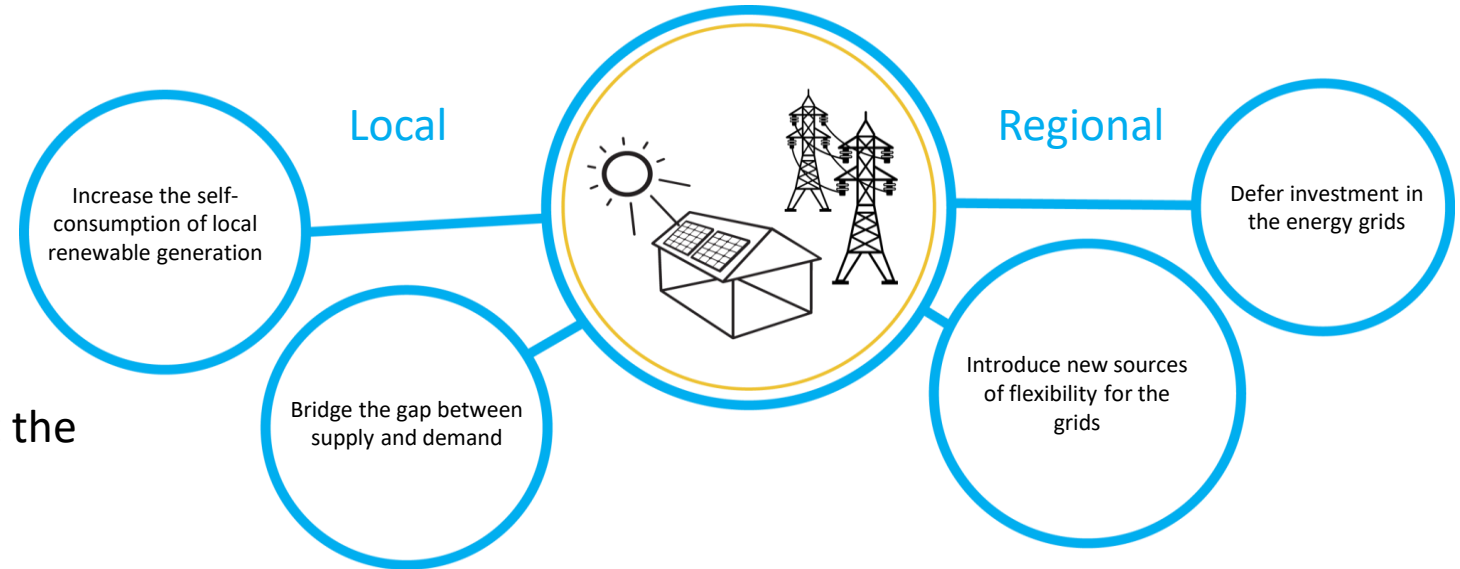 Local
Increase the self-
consumption of local
renewable generation
Bridge the gap between
supply and demand
the
Regional
Defer investment in
the energy grids
Introduce new sources
of flexibility for the
grids